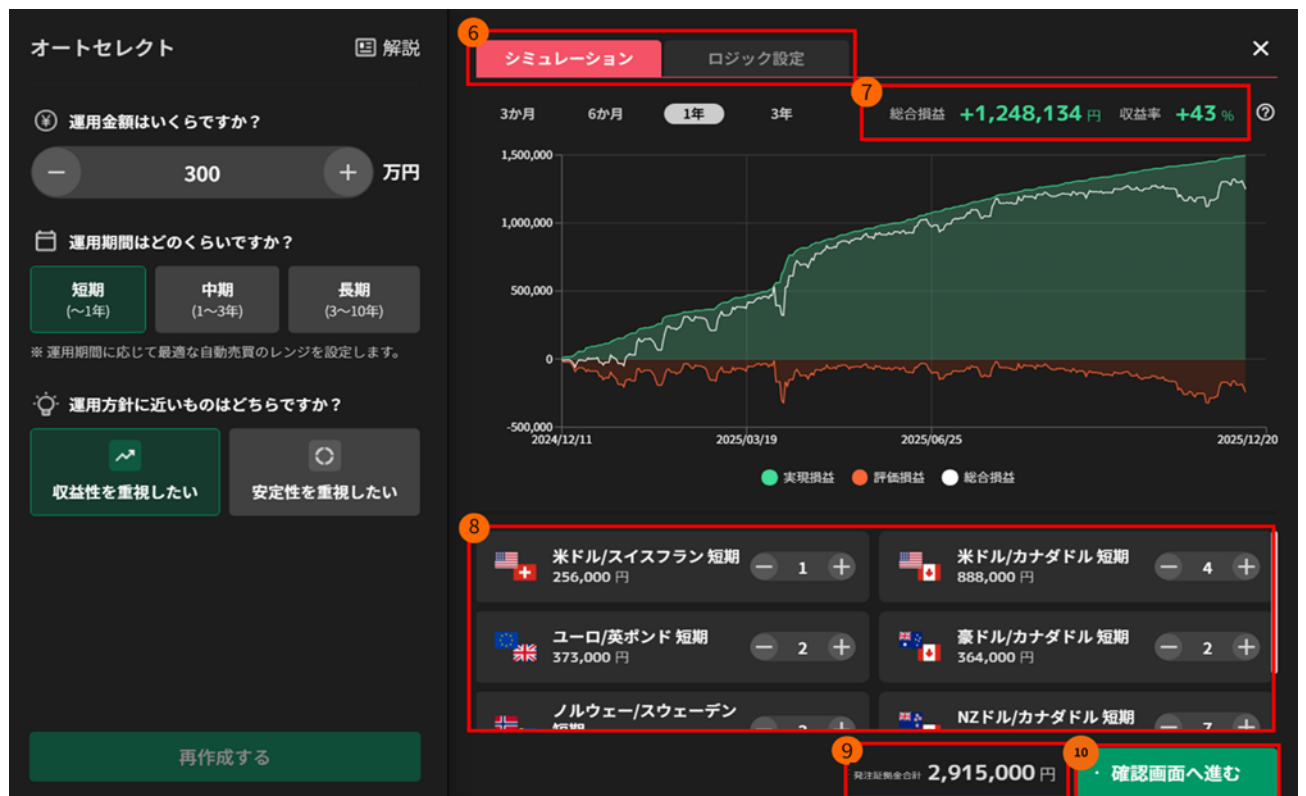 オートセレクト
解説
運用金額はいくらですか？
300
万円
運用期間はどのくらいですか？
短期
(〜1年)
中期
(1〜3年)
長期
(3〜10年)
※ 運用期間に応じて最適な自動売買のレンジを設定します。
運用方針に近いものはどちらですか？
収益性を重視したい
安定性を重視したい
再作成する
6
シミュレーション
ロジック設定
3か月
6か月
1年
3年
7
総合損益 +1,248,134 円 収益率 +43 %
1,500,000
1,000,000
500,000
0
-500,000
2024/12/11
2025/03/19
2025/06/25
2025/12/20
実現損益
評価損益
総合損益
8
米ドル/スイスフラン 短期
256,000 円
1
米ドル/カナダドル 短期
888,000 円
4
ユーロ/英ポンド 短期
373,000 円
2
豪ドル/カナダドル 短期
364,000 円
2
ノルウェー/スウェーデン
短期
NZドル/カナダドル 短期
7
9
発注証拠金合計 2,915,000 円
10
確認画面へ進む